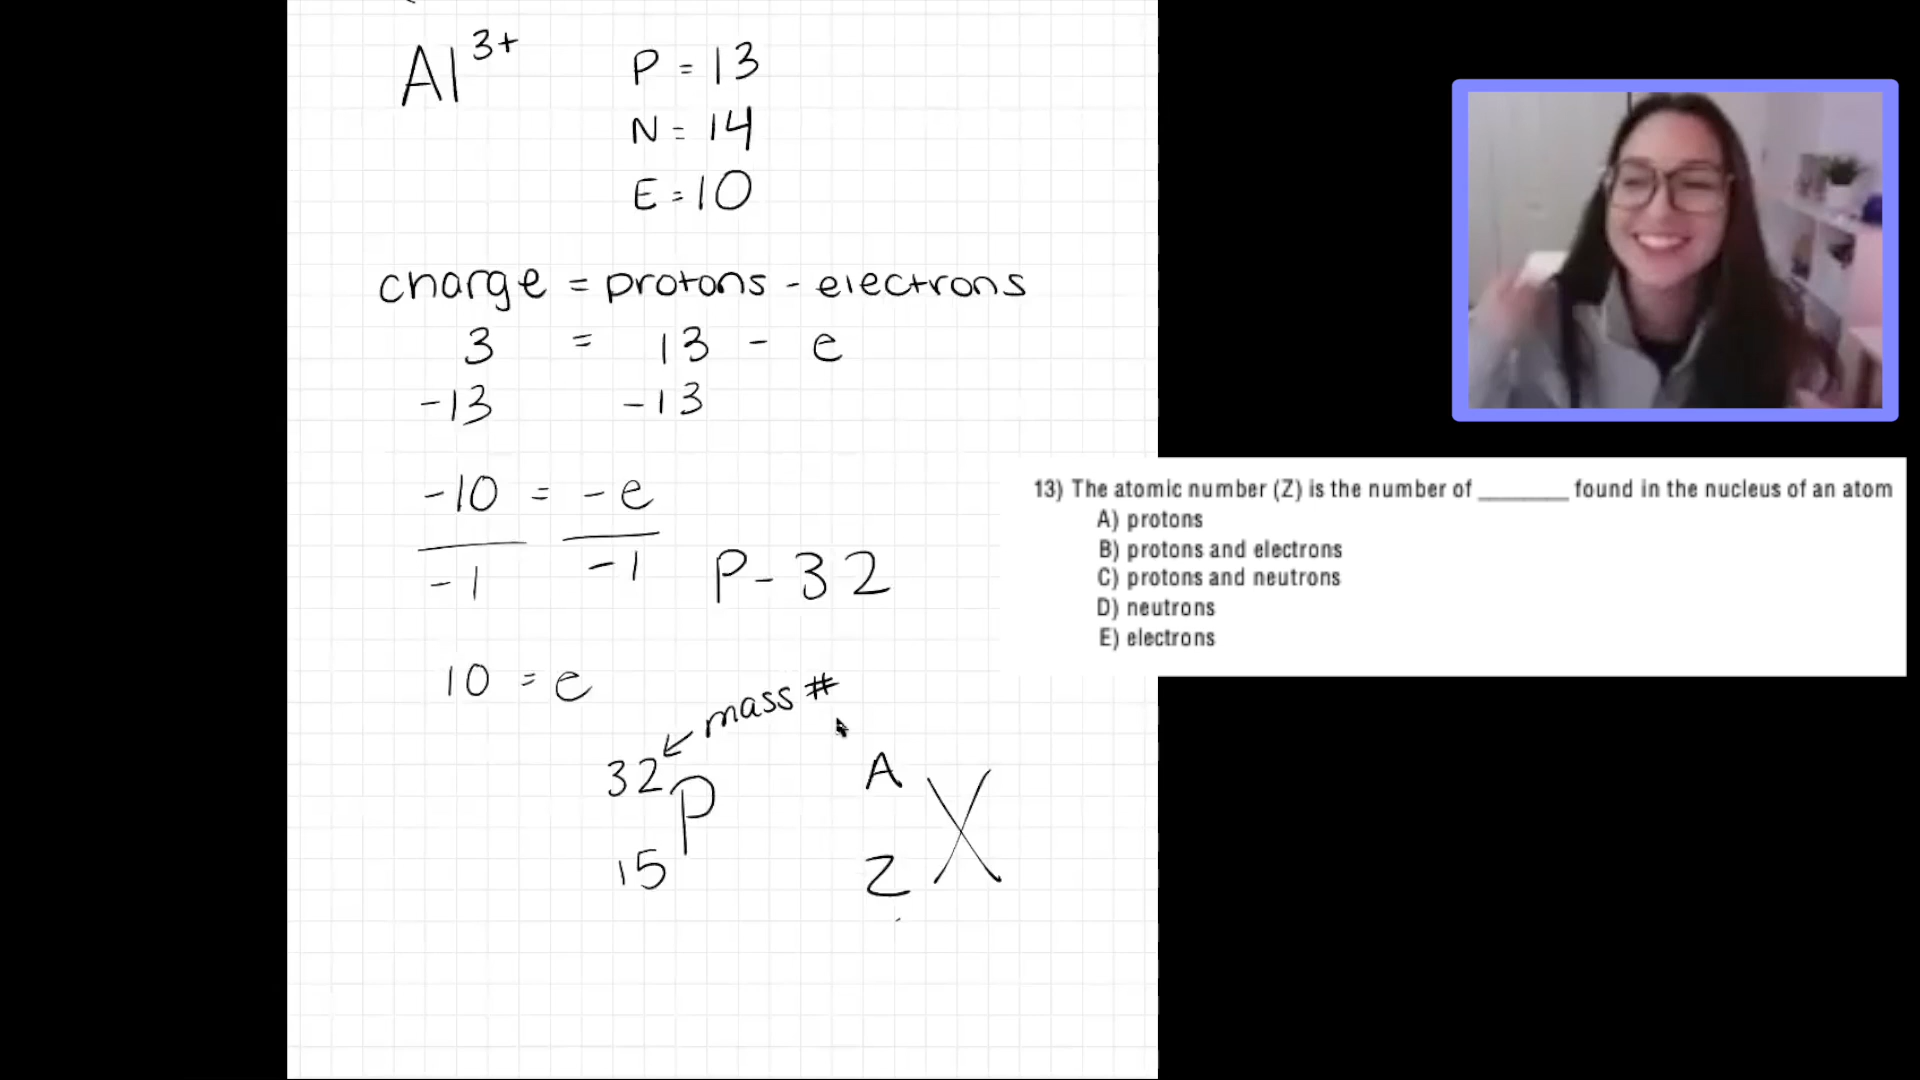 Al3+
P = 13
N = 14
E = 10
charge = protons - electrons
3 = 13 - e
-13 -13
-10 = -e
-1 -1
P-32
10 = e
mass #
32
P
15
A
X
Z
13) The atomic number (Z) is the number of ________ found in the nucleus of an atom
A) protons
B) protons and electrons
C) protons and neutrons
D) neutrons
E) electrons